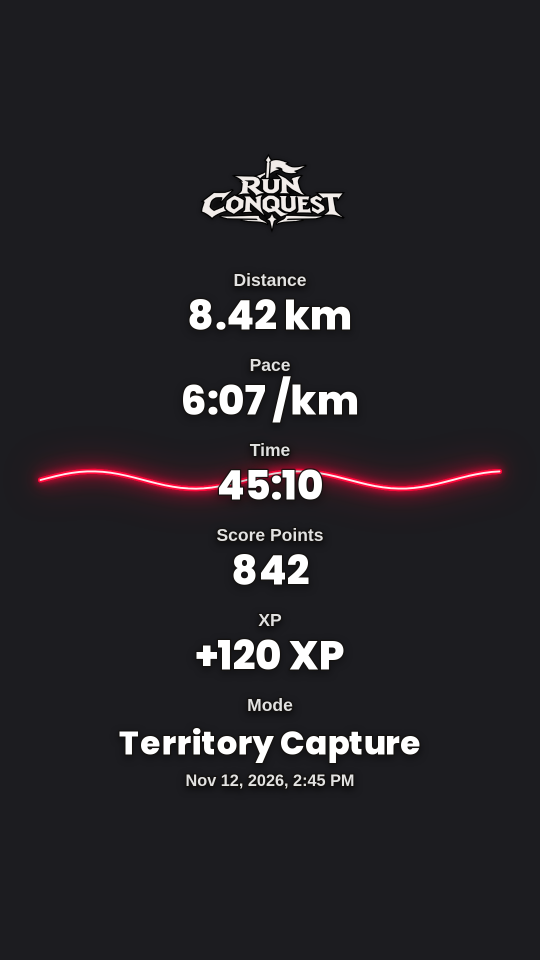 RUN
CONQUEST
Distance
8.42 km
Pace
6:07 /km
Time
45:10
Score Points
842
XP
+120 XP
Mode
Territory Capture
Nov 12, 2026, 2:45 PM